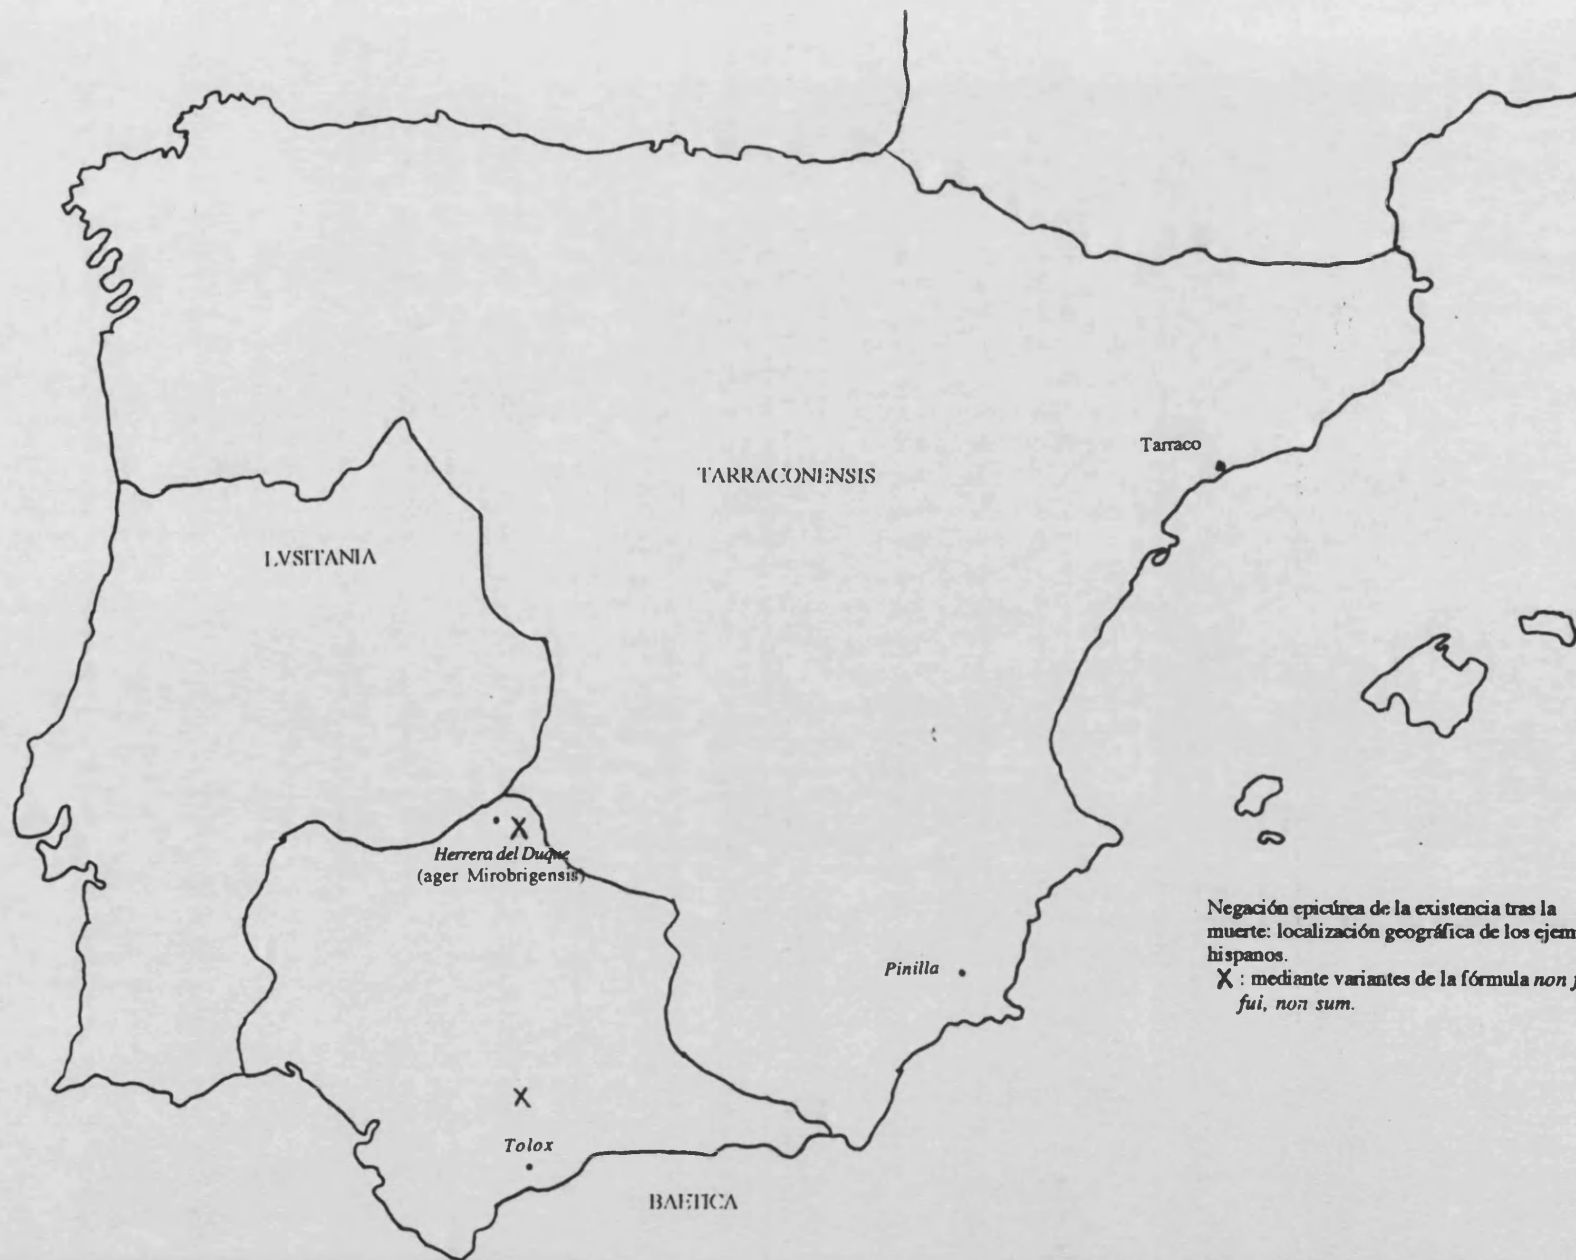 Tarraco
TARRACONENSIS
LVSITANIA
Herrera del Duque
(ager Mirobrigensis)
Negación epicúrea de la existencia tras la
muerte: localización geográfica de los ejem
hispanos.
X : mediante variantes de la fórmula non f
fui, non sum.
Pinilla
X
X
Tolox
BAETICA